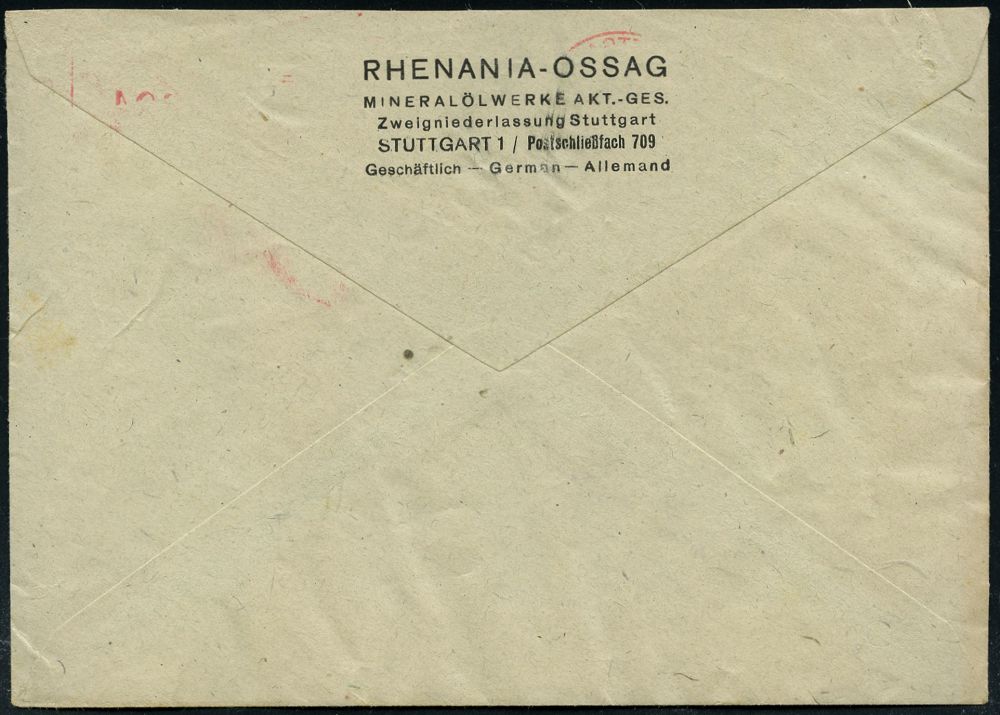 RHENANIA-OSSAG
MINERALÖLWERKE AKT.-GES.
Zweigniederlassung Stuttgart
STUTTGART 1 / Postschließfach 709
Geschäftlich — German — Allemand